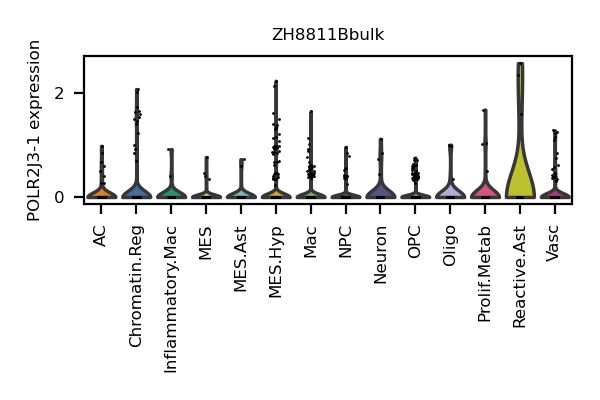 ZH8811Bbulk
POLR2J3-1 expression
2
0
AC
Chromatin.Reg
Inflammatory.Mac
MES
MES.Ast
MES.Hyp
Mac
NPC
Neuron
OPC
Oligo
Prolif.Metab
Reactive.Ast
Vasc